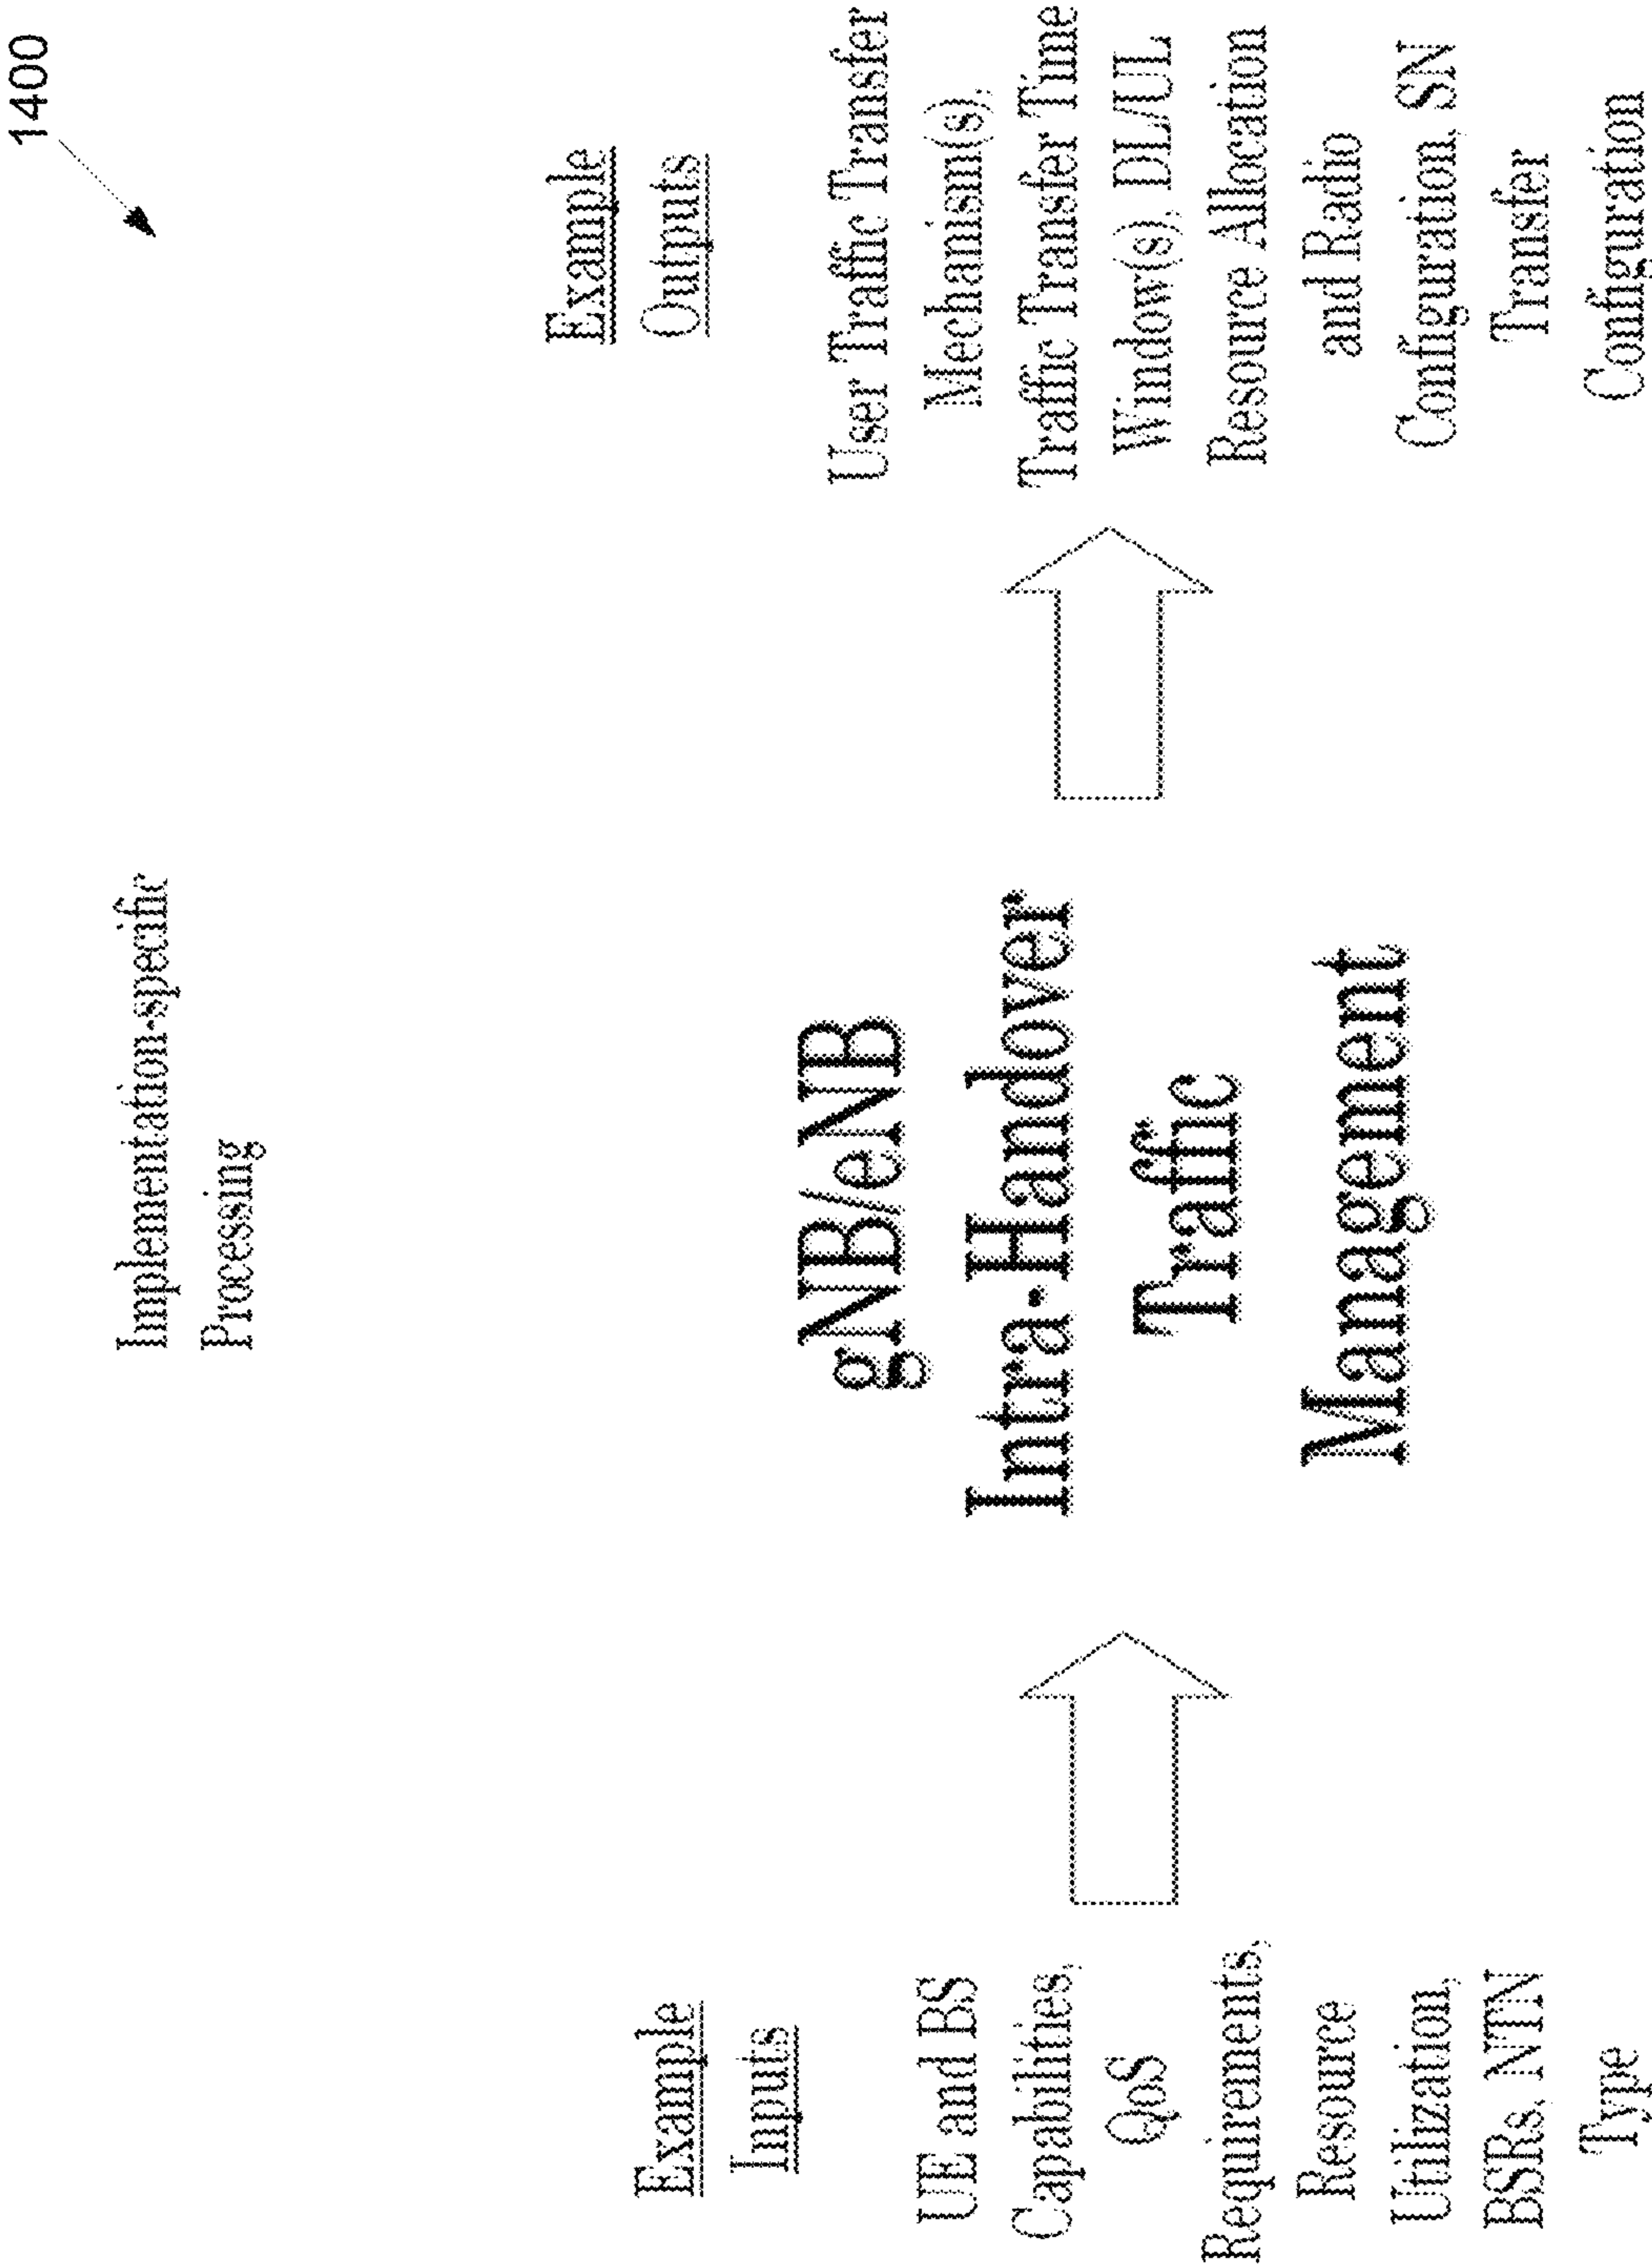 1400
Implementation-specific
Processing
Example
Inputs
UE and BS
Capabilities,
QoS
Requirements,
Resource
Utilization,
BSRs, NTN
Type
gNB/eNB
Intra-Handover
Traffic
Management
Example
Outputs
User Traffic Transfer
Mechanism(s),
Traffic Transfer Time
Window(s), DL/UL
Resource Allocation
and Radio
Configuration, SN
Transfer
Configuration